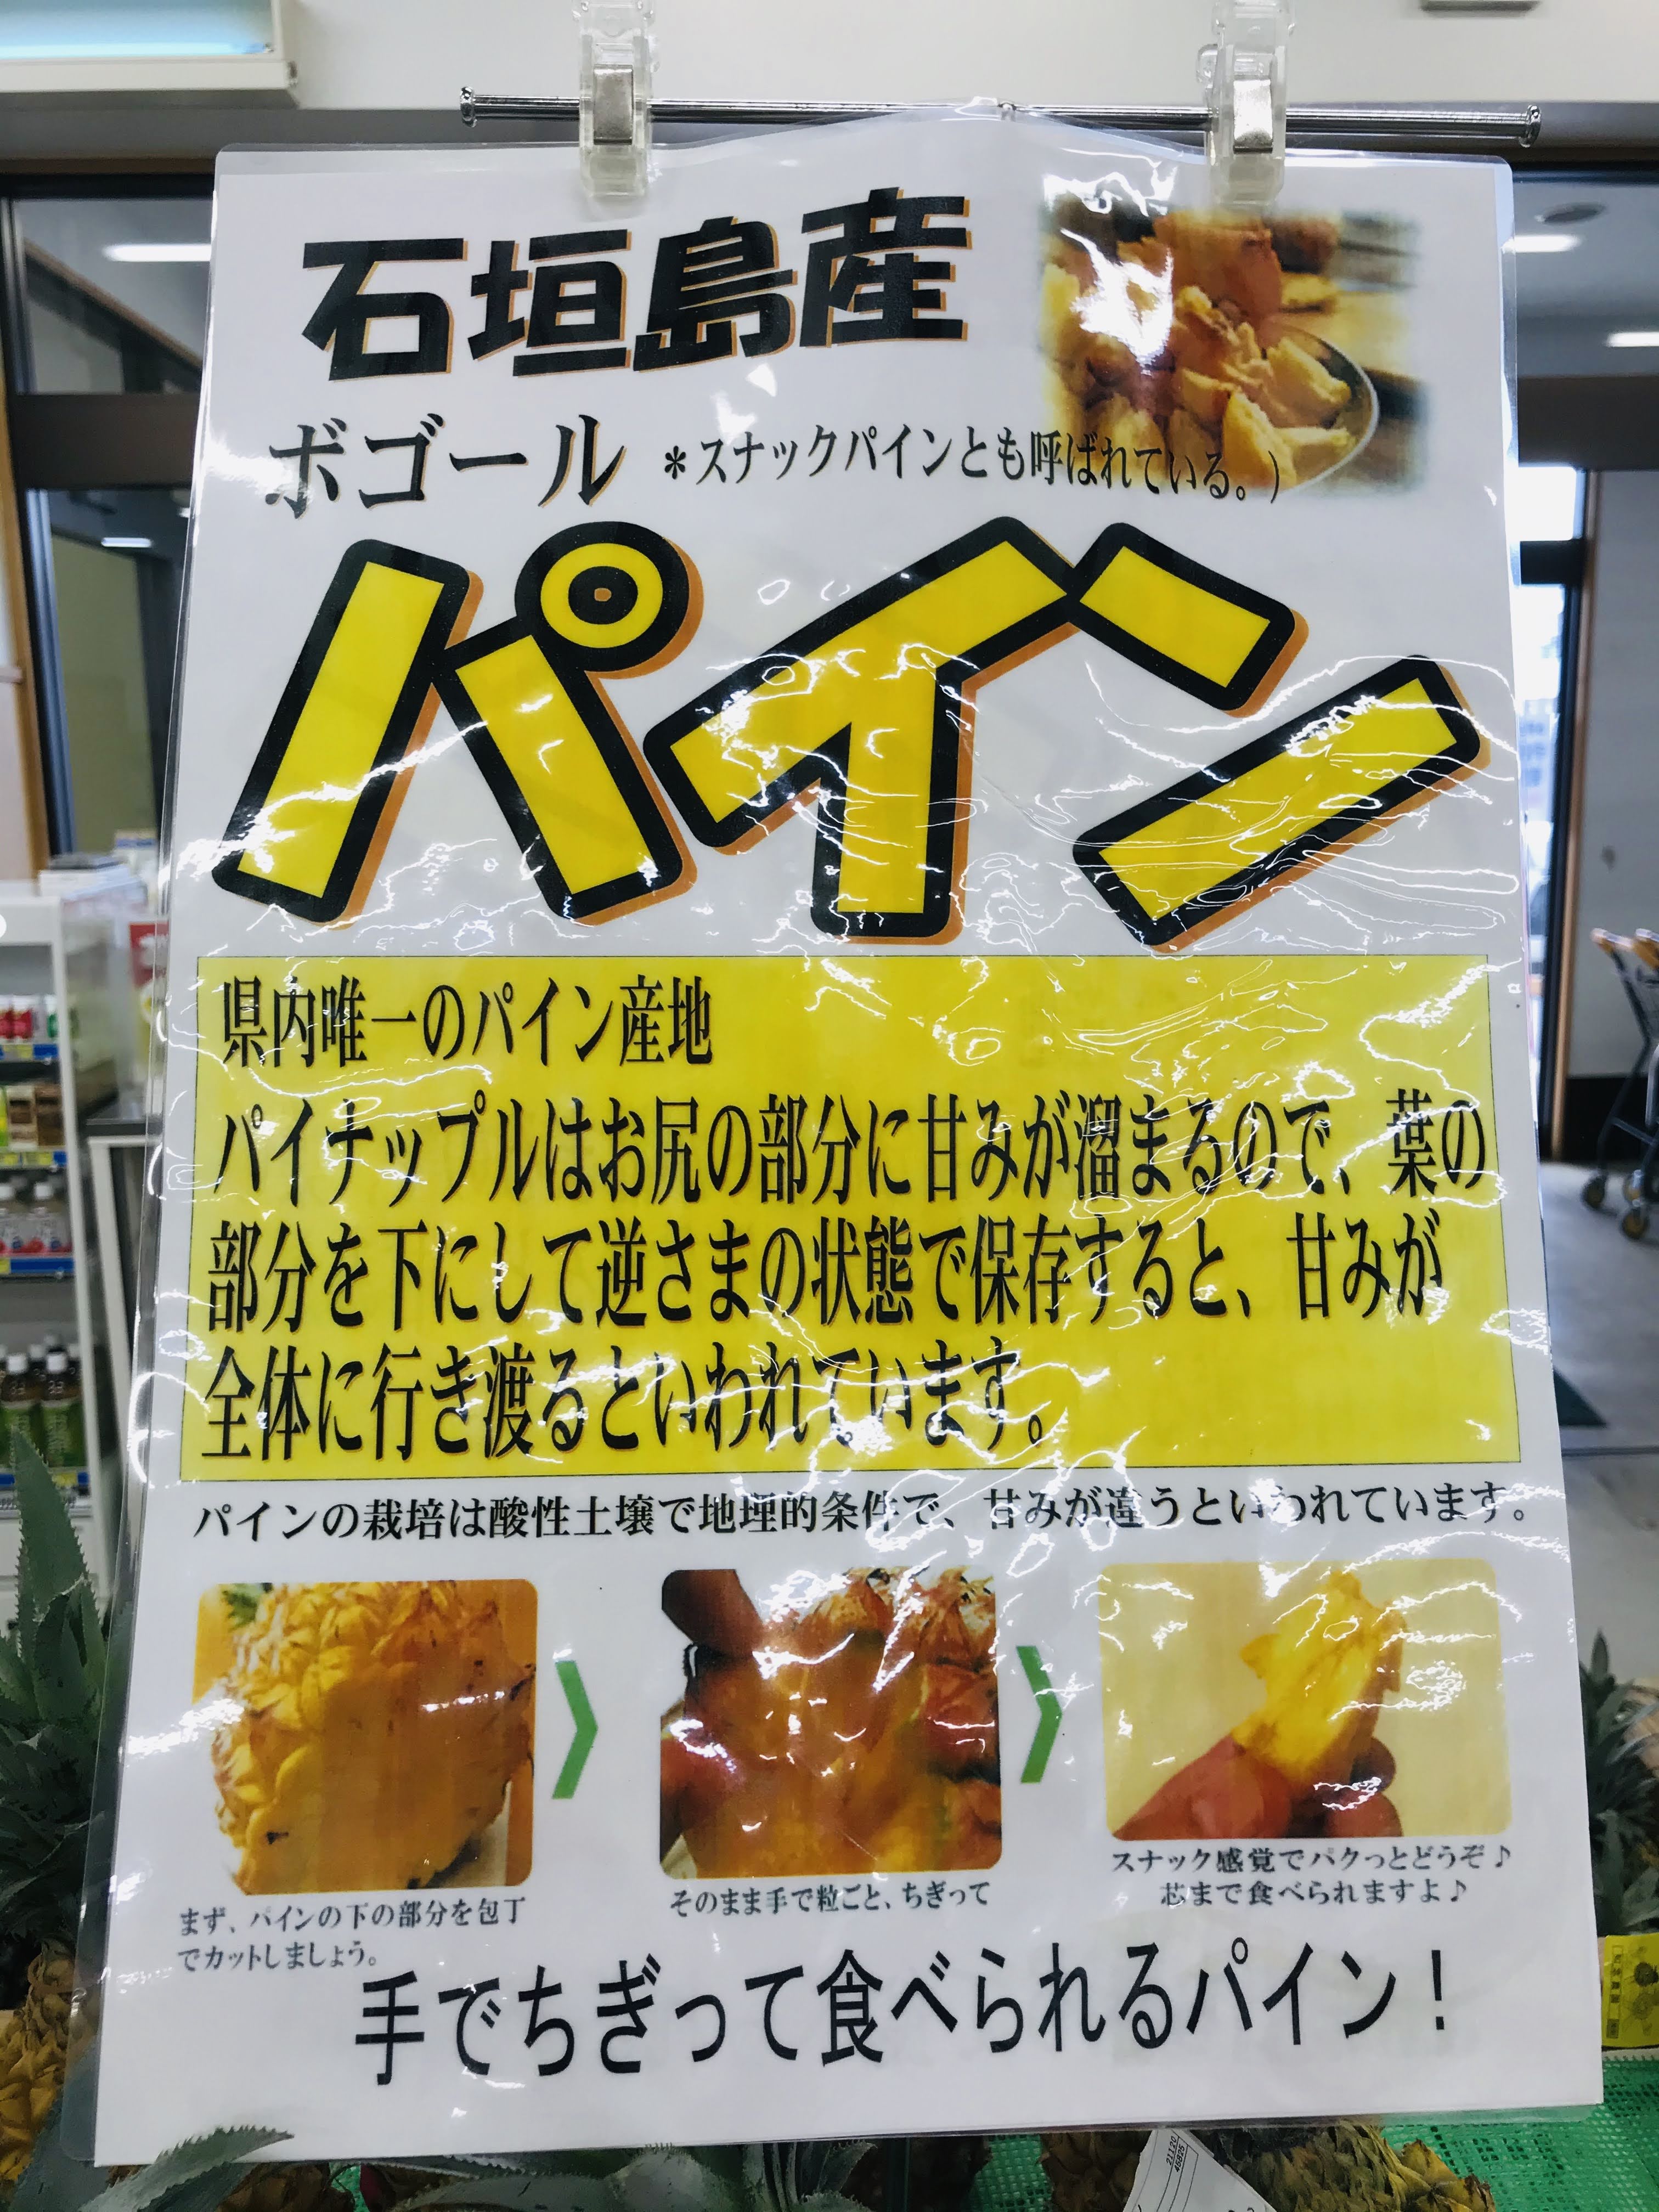 石垣島産
ボゴール *スナックパインとも呼ばれている。)
パイン
県内唯一のパイン産地
パイナップルはお尻の部分に甘みが溜まるので、葉の
部分を下にして逆さまの状態で保存すると、甘みが
全体に行き渡るといわれています。
パインの栽培は酸性土壌で地理的条件で、甘みが違うといわれています。
まず、パインの下の部分を包丁
でカットしましょう。
そのまま手で粒ごと、ちぎって
スナック感覚でパクっとどうぞ♪
芯まで食べられますよ♪
手でちぎって食べられるパイン!